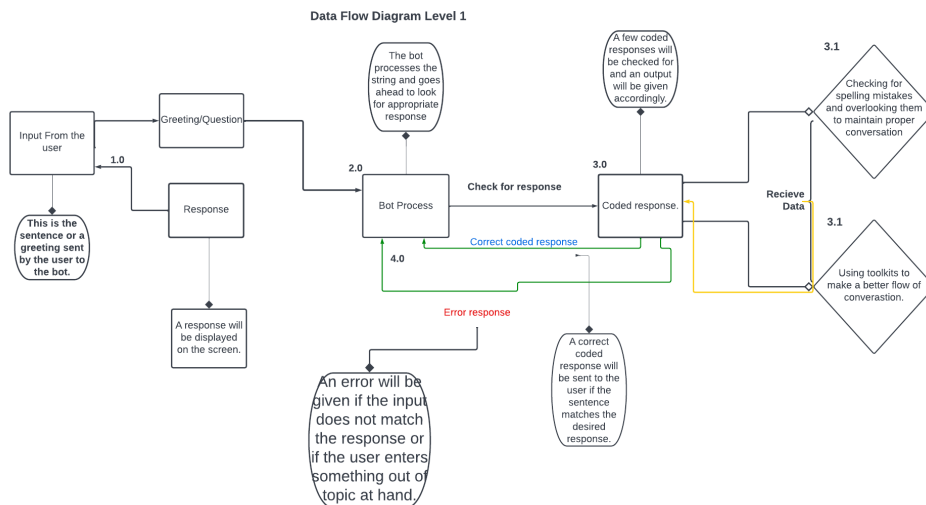 Data Flow Diagram Level 1
Input From the
user
1.0
This is the
sentence or a
greeting sent
by the user to
the bot.
Greeting/Question
Response
A response will
be displayed
on the screen.
The bot
processes the
string and goes
ahead to look
for appropriate
response
2.0
Bot Process
Check for response
A few coded
responses will
be checked for
and an output
will be given
accordingly.
3.0
Coded response.
Correct coded response
4.0
Error response
An error will be
given if the input
does not match
the response or
if the user enters
something out of
topic at hand.
A correct
coded
response will
be sent to the
user if the
sentence
matches the
desired
response.
3.1
Checking for
spelling mistakes
and overlooking them
to maintain proper
conversation
Recieve
Data
3.1
Using toolkits to
make a better flow of
converastion.